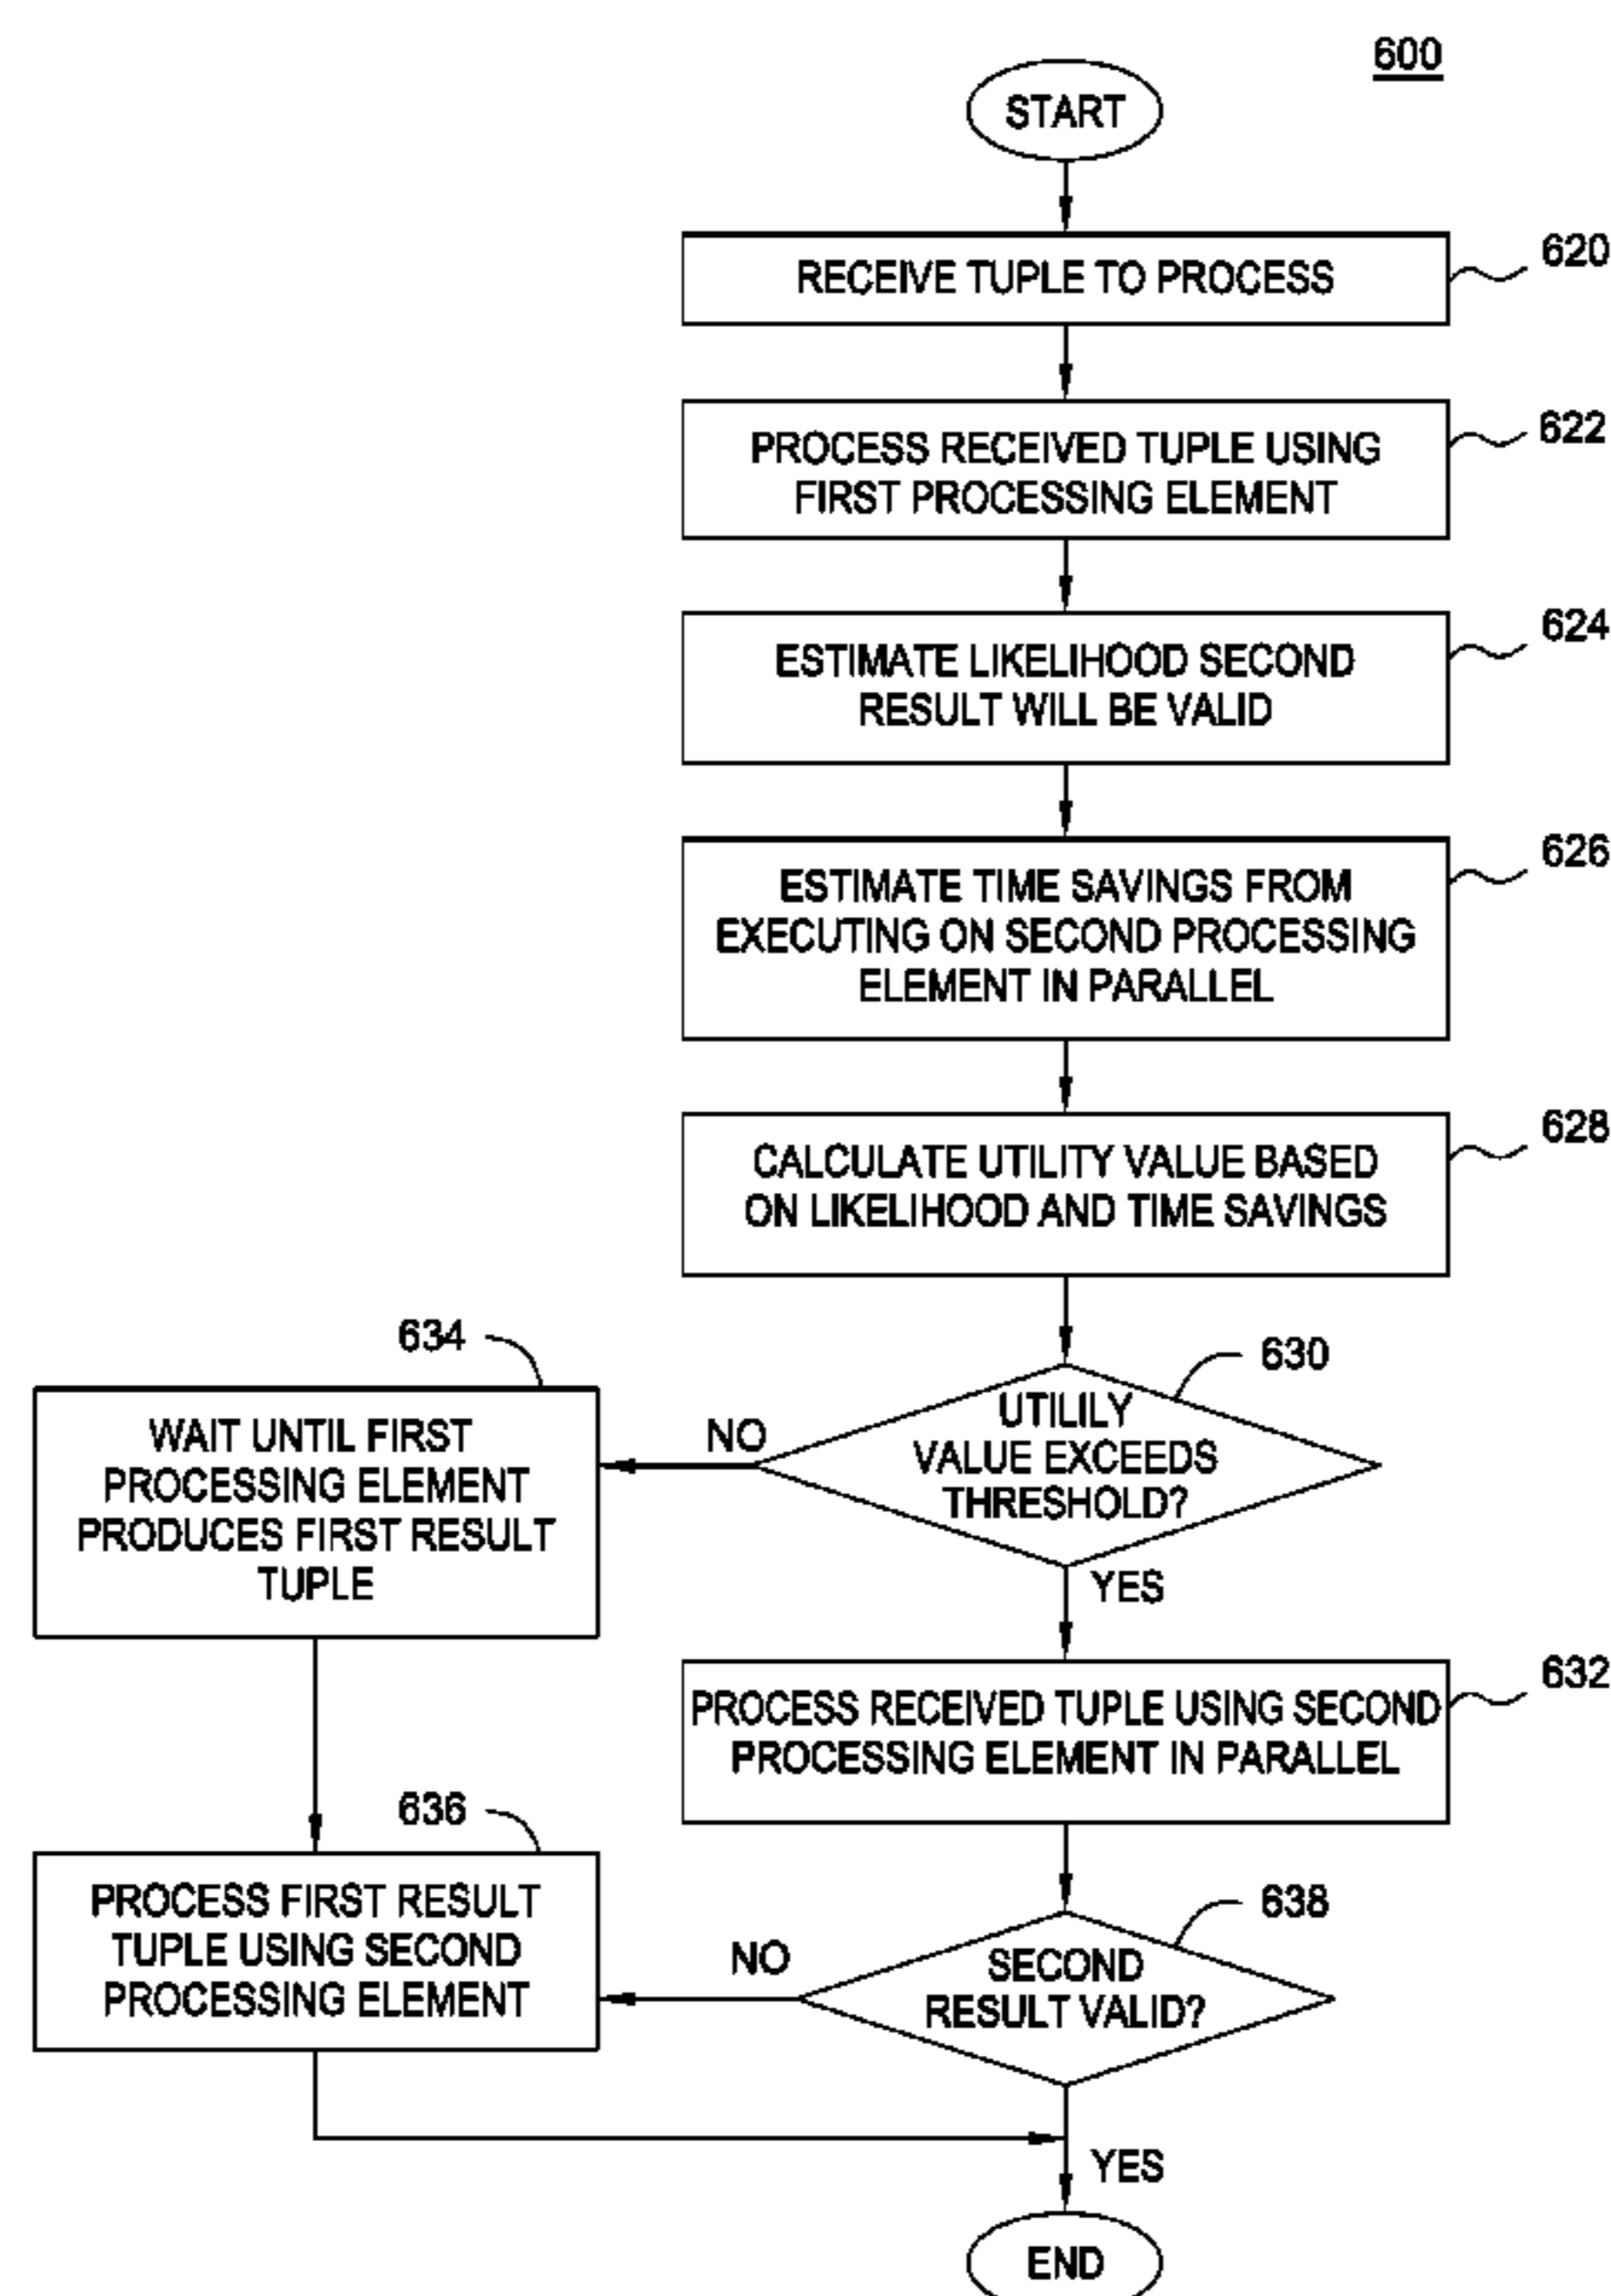 600
START
RECEIVE TUPLE TO PROCESS
620
PROCESS RECEIVED TUPLE USING
FIRST PROCESSING ELEMENT
622
ESTIMATE LIKELIHOOD SECOND
RESULT WILL BE VALID
624
ESTIMATE TIME SAVINGS FROM
EXECUTING ON SECOND PROCESSING
ELEMENT IN PARALLEL
626
CALCULATE UTILITY VALUE BASED
ON LIKELIHOOD AND TIME SAVINGS
628
UTILILY
VALUE EXCEEDS
THRESHOLD?
630
NO
YES
634
WAIT UNTIL FIRST
PROCESSING ELEMENT
PRODUCES FIRST RESULT
TUPLE
PROCESS RECEIVED TUPLE USING SECOND
PROCESSING ELEMENT IN PARALLEL
632
636
PROCESS FIRST RESULT
TUPLE USING SECOND
PROCESSING ELEMENT
NO
SECOND
RESULT VALID?
638
YES
END